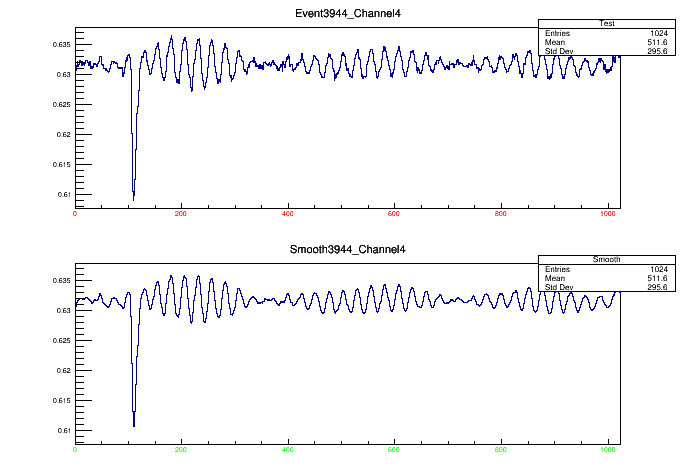 Event3944_Channel4
Test
Entries 1024
Mean 511.6
Std Dev 295.6
0.635
0.63
0.625
0.62
0.615
0.61
0 200 400 600 800 1000
Smooth3944_Channel4
Smooth
Entries 1024
Mean 511.6
Std Dev 295.6
0.635
0.63
0.625
0.62
0.615
0.61
0 200 400 600 800 1000